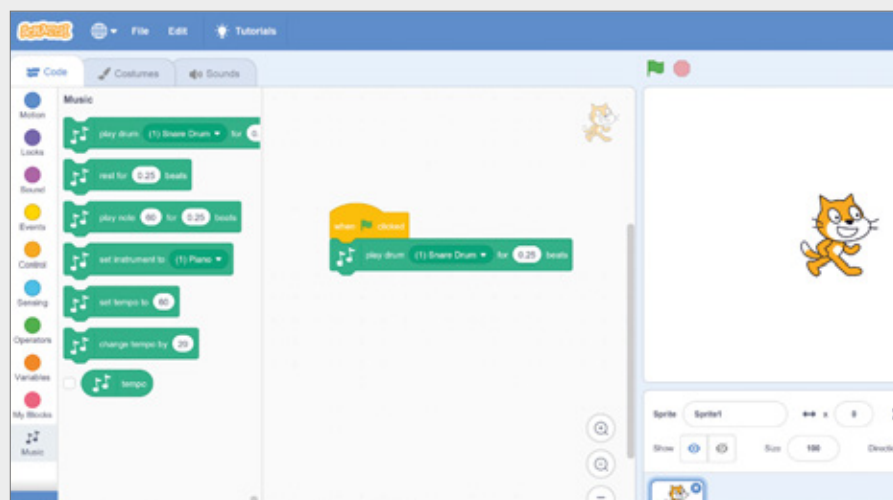 SCRATCH File Edit Tutorials
Code Costumes Sounds
Motion
Looks
Sound
Events
Control
Sensing
Operators
Variables
My Blocks
Music
Music
play drum (1) Snare Drum for 0.
rest for 0.25 beats
play note 60 for 0.25 beats
set instrument to (1) Piano
set tempo to 60
change tempo by 20
tempo
when clicked
play drum (1) Snare Drum for 0.25 beats
Sprite Sprite1 x 0
Show Size 100 Directi